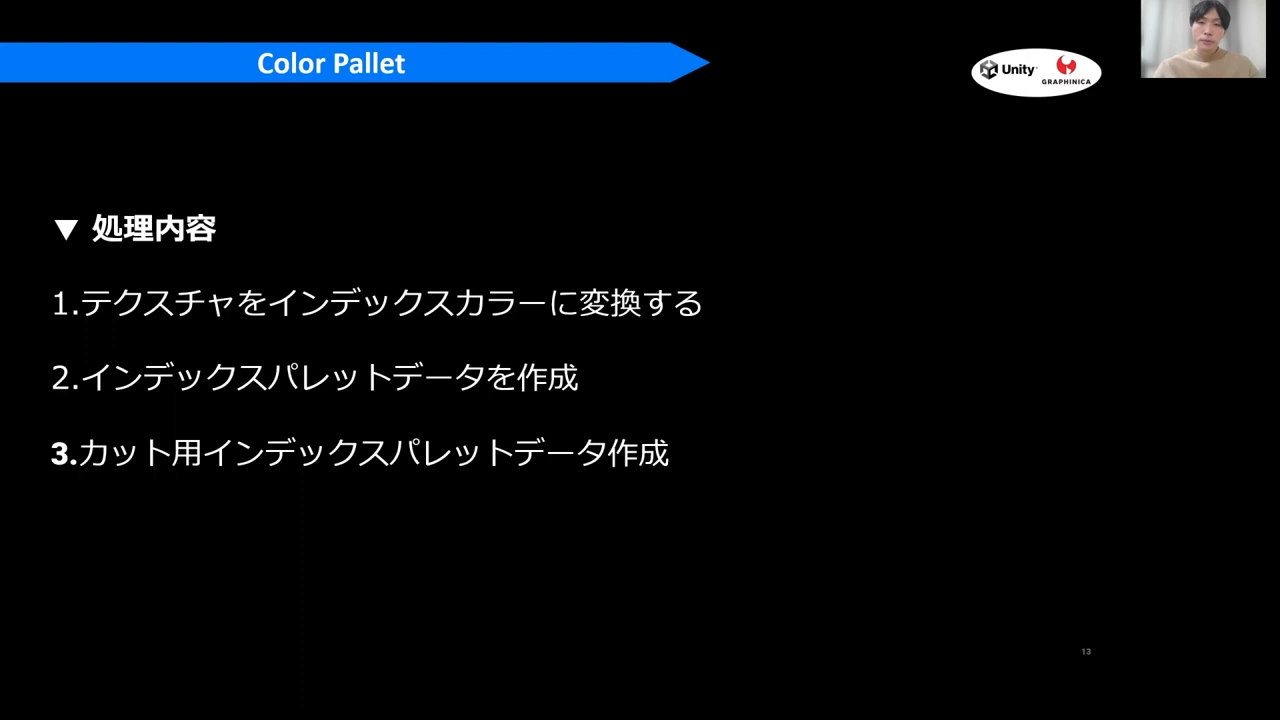 Color Pallet
Unity
GRAPHINICA
▼ 処理内容
1.テクスチャをインデックスカラーに変換する
2.インデックスパレットデータを作成
3.カット用インデックスパレットデータ作成
13